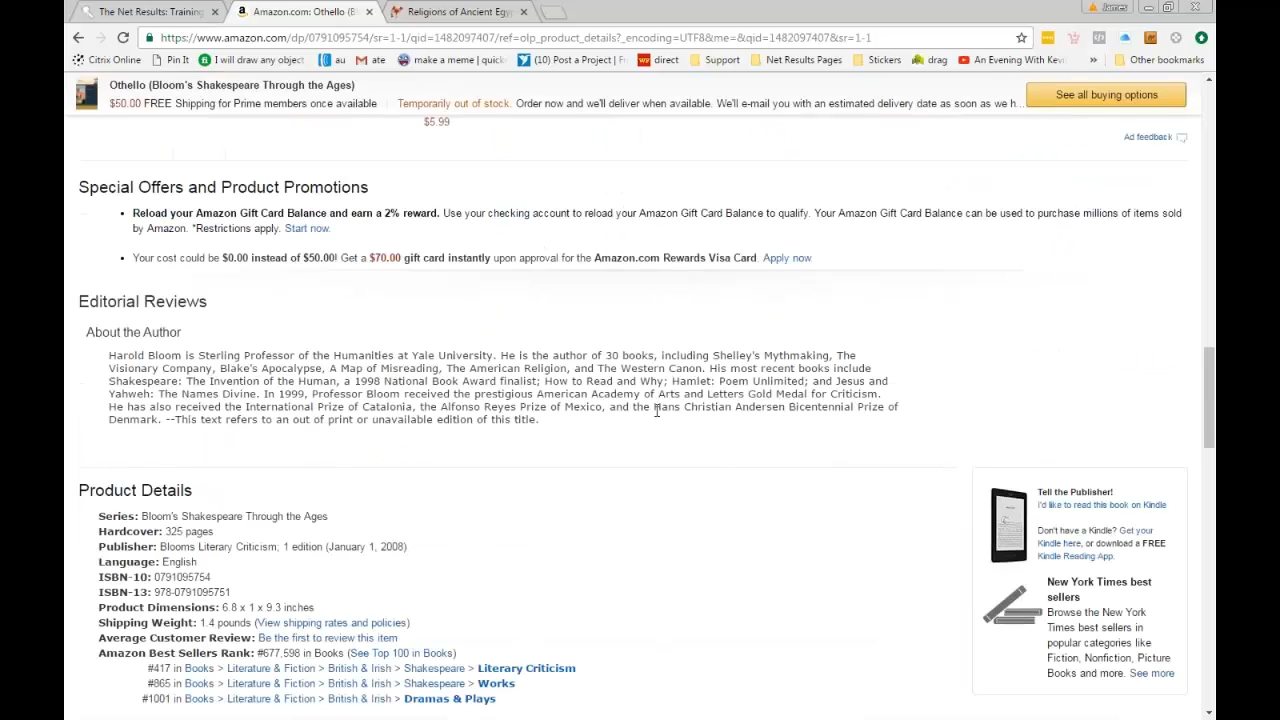 The Net Results: Training
Amazon.com: Othello (Bl
Religions of Ancient Egy
James
https://www.amazon.com/dp/0791095754/sr=1-1/qid=1482097407/ref=olp_product_details?_encoding=UTF8&me=&qid=1482097407&sr=1-1
Citrix Online
Pin It
I will draw any object
au
ate
make a meme | quick
(10) Post a Project | Fr
direct
Support
Net Results Pages
Stickers
drag
An Evening With Kevi
»
Other bookmarks
Othello (Bloom's Shakespeare Through the Ages)
$50.00 FREE Shipping for Prime members once available Temporarily out of stock. Order now and we'll deliver when available. We'll e-mail you with an estimated delivery date as soon as we h...
See all buying options
$5.99
Ad feedback
Special Offers and Product Promotions
• Reload your Amazon Gift Card Balance and earn a 2% reward. Use your checking account to reload your Amazon Gift Card Balance to qualify. Your Amazon Gift Card Balance can be used to purchase millions of items sold
by Amazon. *Restrictions apply. Start now.
• Your cost could be $0.00 instead of $50.00! Get a $70.00 gift card instantly upon approval for the Amazon.com Rewards Visa Card. Apply now
Editorial Reviews
About the Author
Harold Bloom is Sterling Professor of the Humanities at Yale University. He is the author of 30 books, including Shelley's Mythmaking, The
Visionary Company, Blake's Apocalypse, A Map of Misreading, The American Religion, and The Western Canon. His most recent books include
Shakespeare: The Invention of the Human, a 1998 National Book Award finalist; How to Read and Why; Hamlet: Poem Unlimited; and Jesus and
Yahweh: The Names Divine. In 1999, Professor Bloom received the prestigious American Academy of Arts and Letters Gold Medal for Criticism.
He has also received the International Prize of Catalonia, the Alfonso Reyes Prize of Mexico, and the Hans Christian Andersen Bicentennial Prize of
Denmark. --This text refers to an out of print or unavailable edition of this title.
Product Details
Series: Bloom's Shakespeare Through the Ages
Hardcover: 325 pages
Publisher: Blooms Literary Criticism; 1 edition (January 1, 2008)
Language: English
ISBN-10: 0791095754
ISBN-13: 978-0791095751
Product Dimensions: 6.8 x 1 x 9.3 inches
Shipping Weight: 1.4 pounds (View shipping rates and policies)
Average Customer Review: Be the first to review this item
Amazon Best Sellers Rank: #677,598 in Books (See Top 100 in Books)
#417 in Books > Literature & Fiction > British & Irish > Shakespeare > Literary Criticism
#865 in Books > Literature & Fiction > British & Irish > Shakespeare > Works
#1001 in Books > Literature & Fiction > British & Irish > Dramas & Plays
Tell the Publisher!
I'd like to read this book on Kindle
Don't have a Kindle? Get your
Kindle here, or download a FREE
Kindle Reading App.
New York Times best
sellers
Browse the New York
Times best sellers in
popular categories like
Fiction, Nonfiction, Picture
Books and more. See more